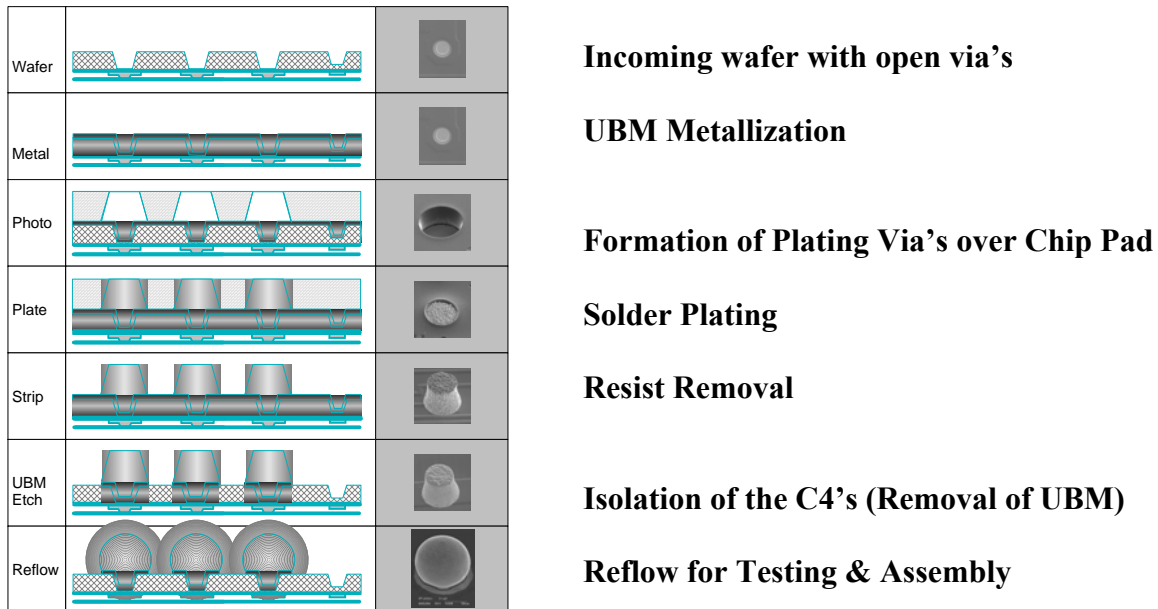 Wafer
Incoming wafer with open via's
Metal
UBM Metallization
Photo
Formation of Plating Via's over Chip Pad
Plate
Solder Plating
Strip
Resist Removal
UBM
Etch
Isolation of the C4's (Removal of UBM)
Reflow
Reflow for Testing & Assembly